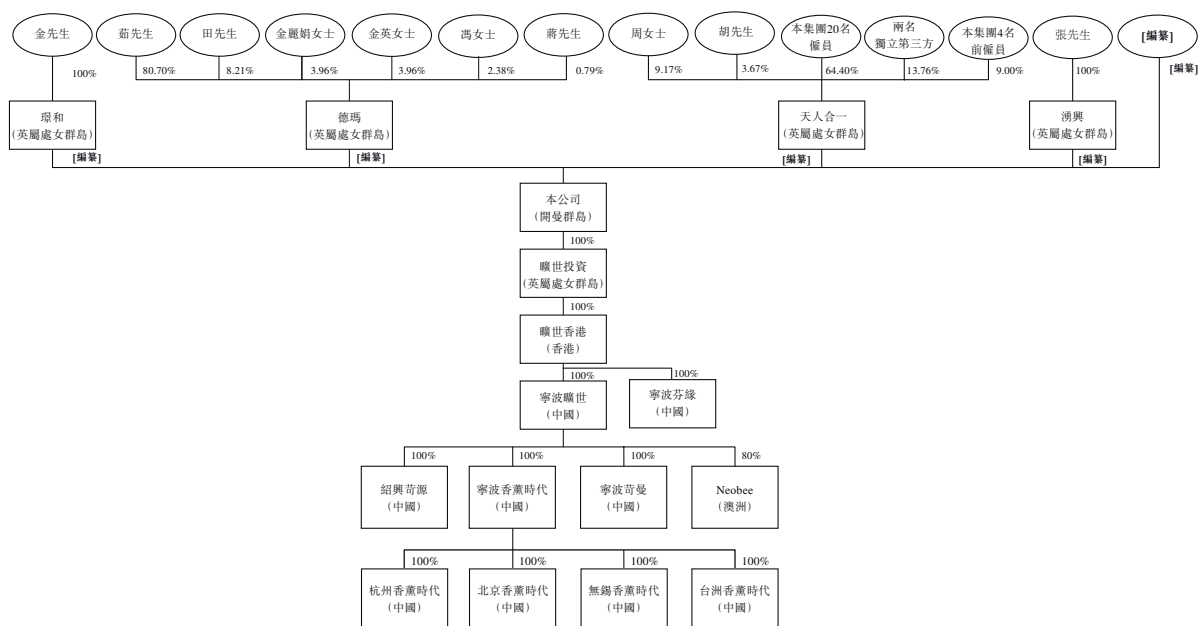 金先生
茹先生
田先生
金麗娟女士
金英女士
馮女士
蔣先生
周女士
胡先生
本集團20名
僱員
兩名
獨立第三方
本集團4名
前僱員
張先生
[編纂]
100%
80.70%
8.21%
3.96%
3.96%
2.38%
0.79%
9.17%
3.67%
64.40%
13.76%
9.00%
100%
[編纂]
璟和
(英屬處女群島)
德瑪
(英屬處女群島)
天人合一
(英屬處女群島)
湧興
(英屬處女群島)
[編纂]
[編纂]
[編纂]
[編纂]
本公司
(開曼群島)
100%
曠世投資
(英屬處女群島)
100%
曠世香港
(香港)
100%
100%
寧波曠世
(中國)
寧波芬緣
(中國)
100%
100%
100%
80%
紹興苛源
(中國)
寧波香薰時代
(中國)
寧波苛曼
(中國)
Neobee
(澳洲)
100%
100%
100%
100%
杭州香薰時代
(中國)
北京香薰時代
(中國)
無錫香薰時代
(中國)
台洲香薰時代
(中國)